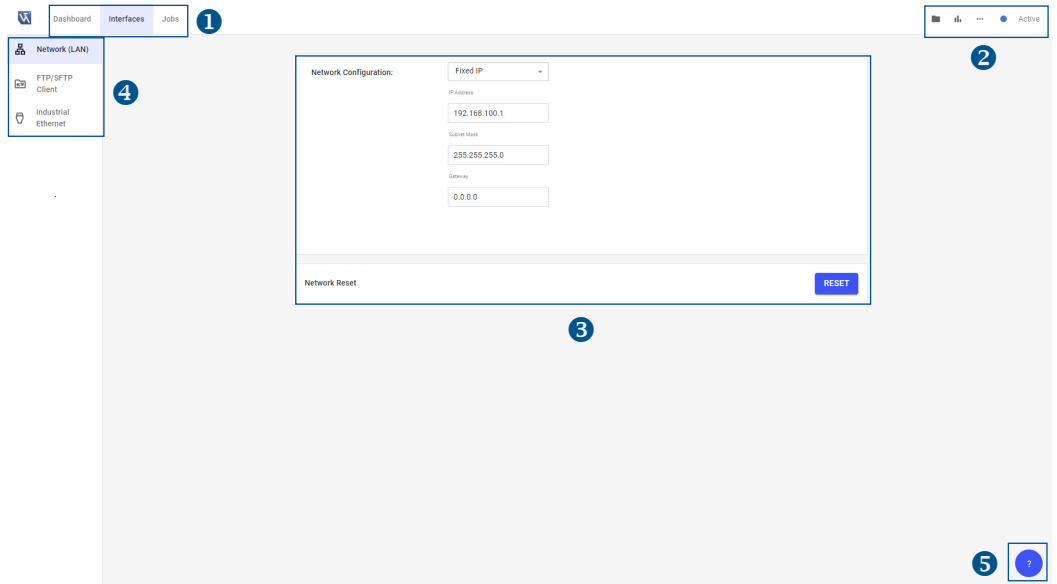 Dashboard Interfaces Jobs
1
Active
2
Network (LAN)
FTP/SFTP
Client
Industrial
Ethernet
4
Network Configuration:
Fixed IP
IP Address
192.168.100.1
Subnet Mask
255.255.255.0
Gateway
0.0.0.0
Network Reset
RESET
3
5
?